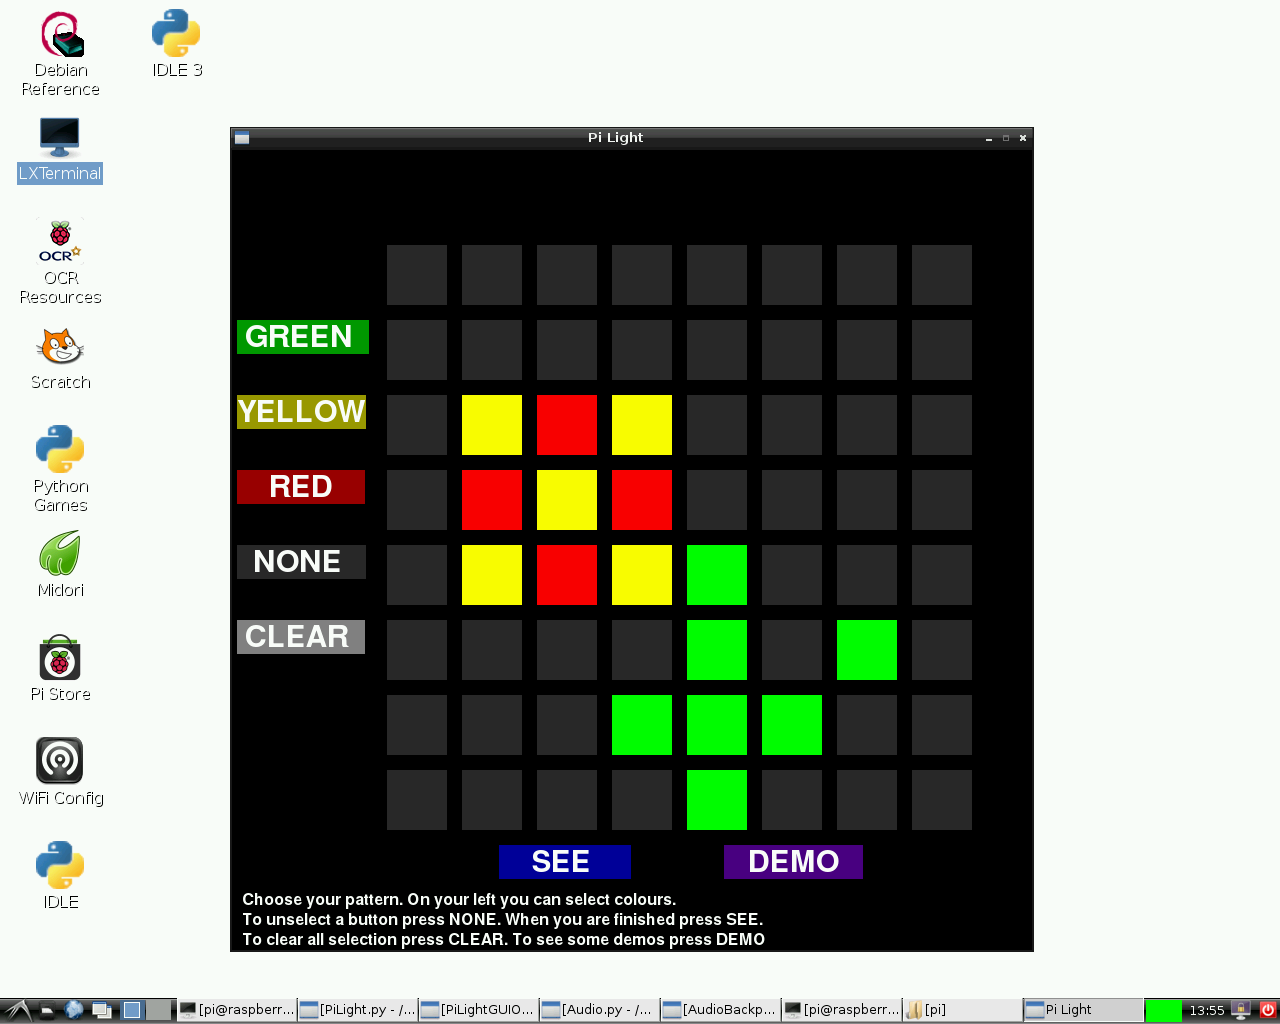 Debian
Reference
IDLE 3
LXTerminal
OCR
OCR
Resources
Scratch
Python
Games
Midori
Pi Store
WiFi Config
IDLE
Pi Light
GREEN
YELLOW
RED
NONE
CLEAR
SEE
DEMO
Choose your pattern. On your left you can select colours.
To unselect a button press NONE. When you are finished press SEE.
To clear all selection press CLEAR. To see some demos press DEMO
[pi@raspberr...
[PiLight.py - /...
[PiLightGUIO...
[Audio.py - /...
[AudioBackp...
[pi@raspberr...
[pi]
Pi Light
13:55